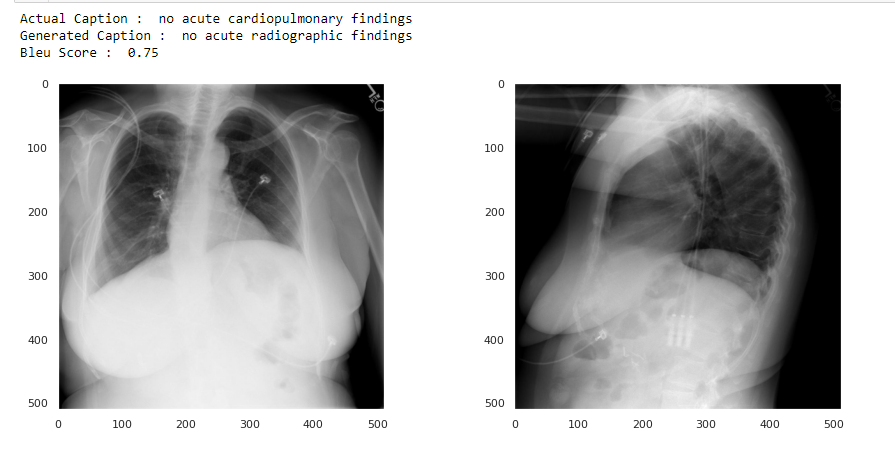 Actual Caption :  no acute cardiopulmonary findings
Generated Caption :  no acute radiographic findings
Bleu Score :  0.75
0
100
200
300
400
500
0 100 200 300 400 500
0
100
200
300
400
500
0 100 200 300 400 500